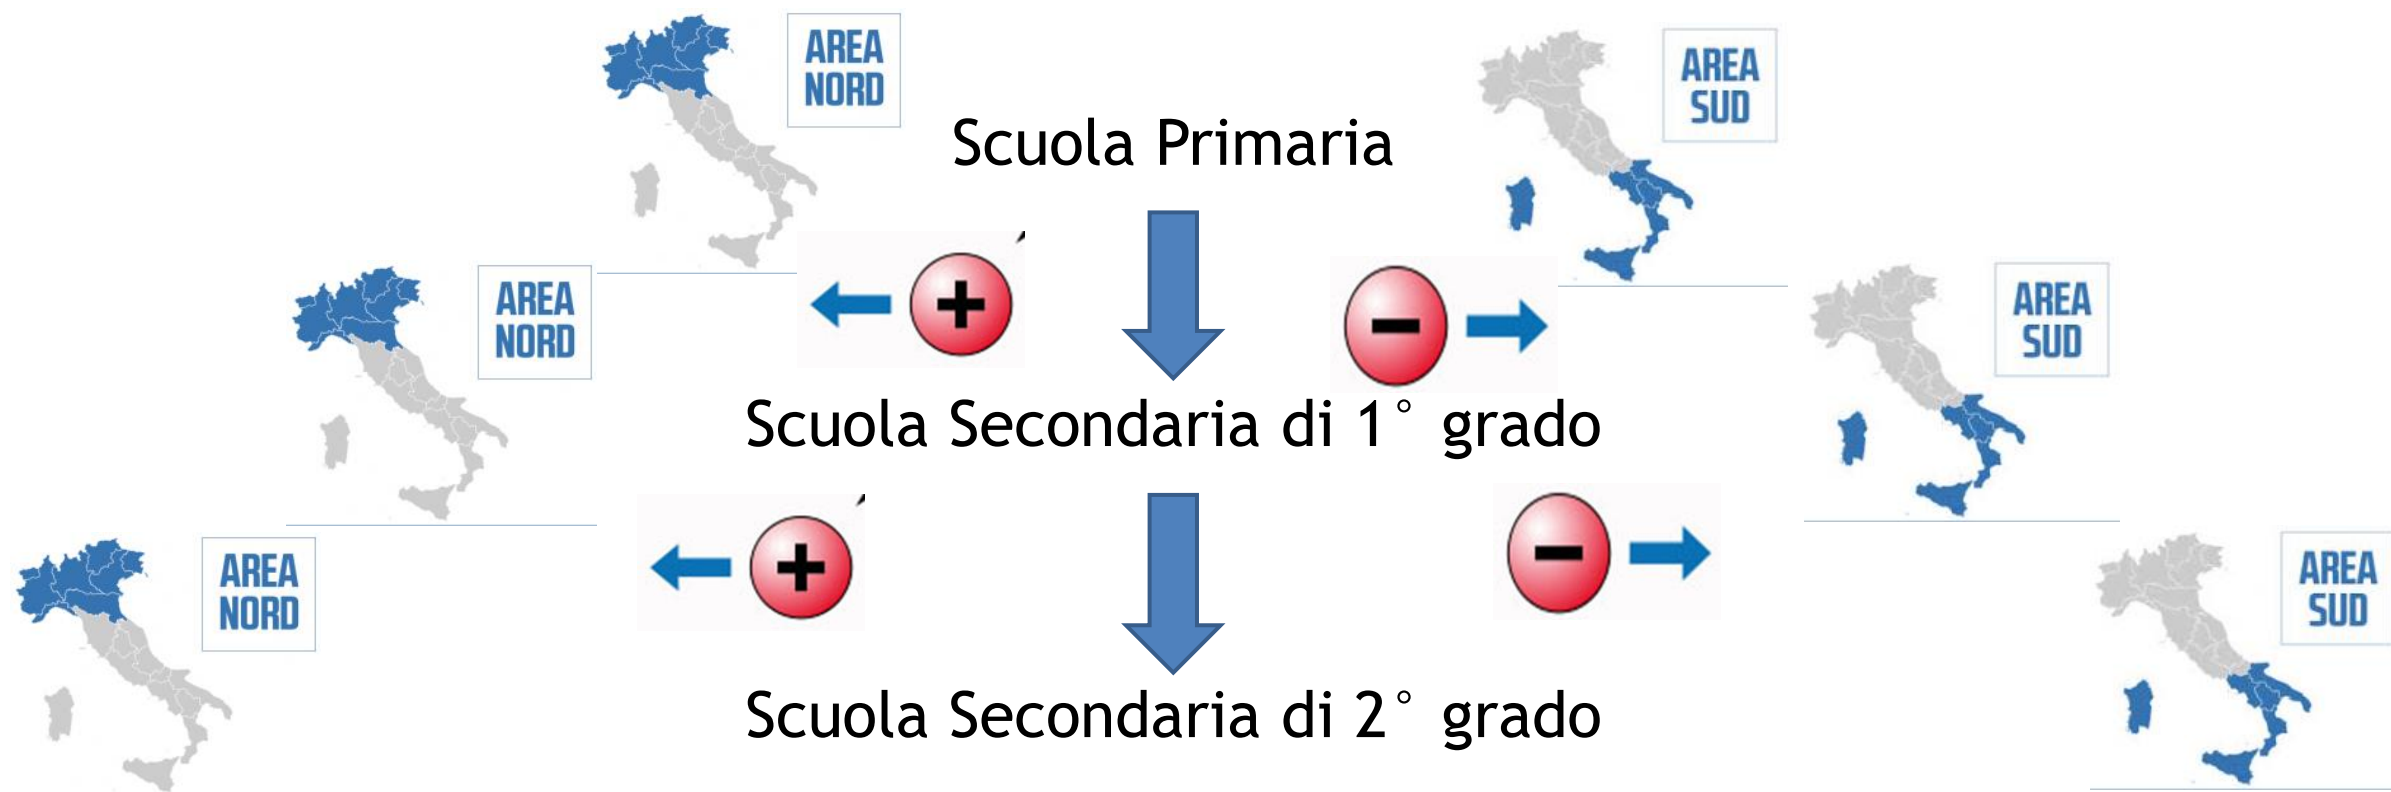 AREA
NORD
AREA
SUD
Scuola Primaria
AREA
NORD
+
−
AREA
SUD
Scuola Secondaria di 1° grado
AREA
NORD
+
−
AREA
SUD
Scuola Secondaria di 2° grado